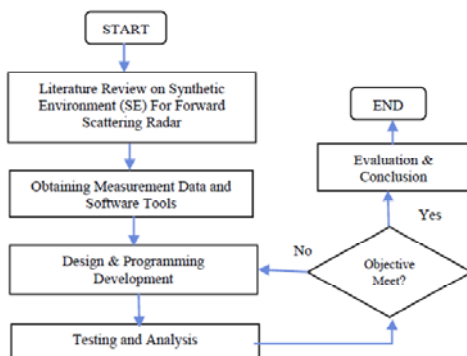 START
Literature Review on Synthetic
Environment (SE) For Forward
Scattering Radar
Obtaining Measurement Data and
Software Tools
Design & Programming
Development
Testing and Analysis
END
Evaluation &
Conclusion
Yes
No
Objective
Meet?